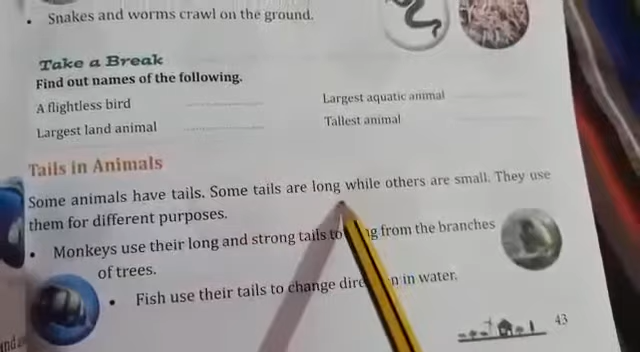 • Snakes and worms crawl on the ground.
Take a Break
Find out names of the following.
A flightless bird
Largest aquatic animal
Largest land animal
Tallest animal
Tails in Animals
Some animals have tails. Some tails are long while others are small. They use
them for different purposes.
• Monkeys use their long and strong tails to from the branches
of trees.
• Fish use their tails to change in water.
43